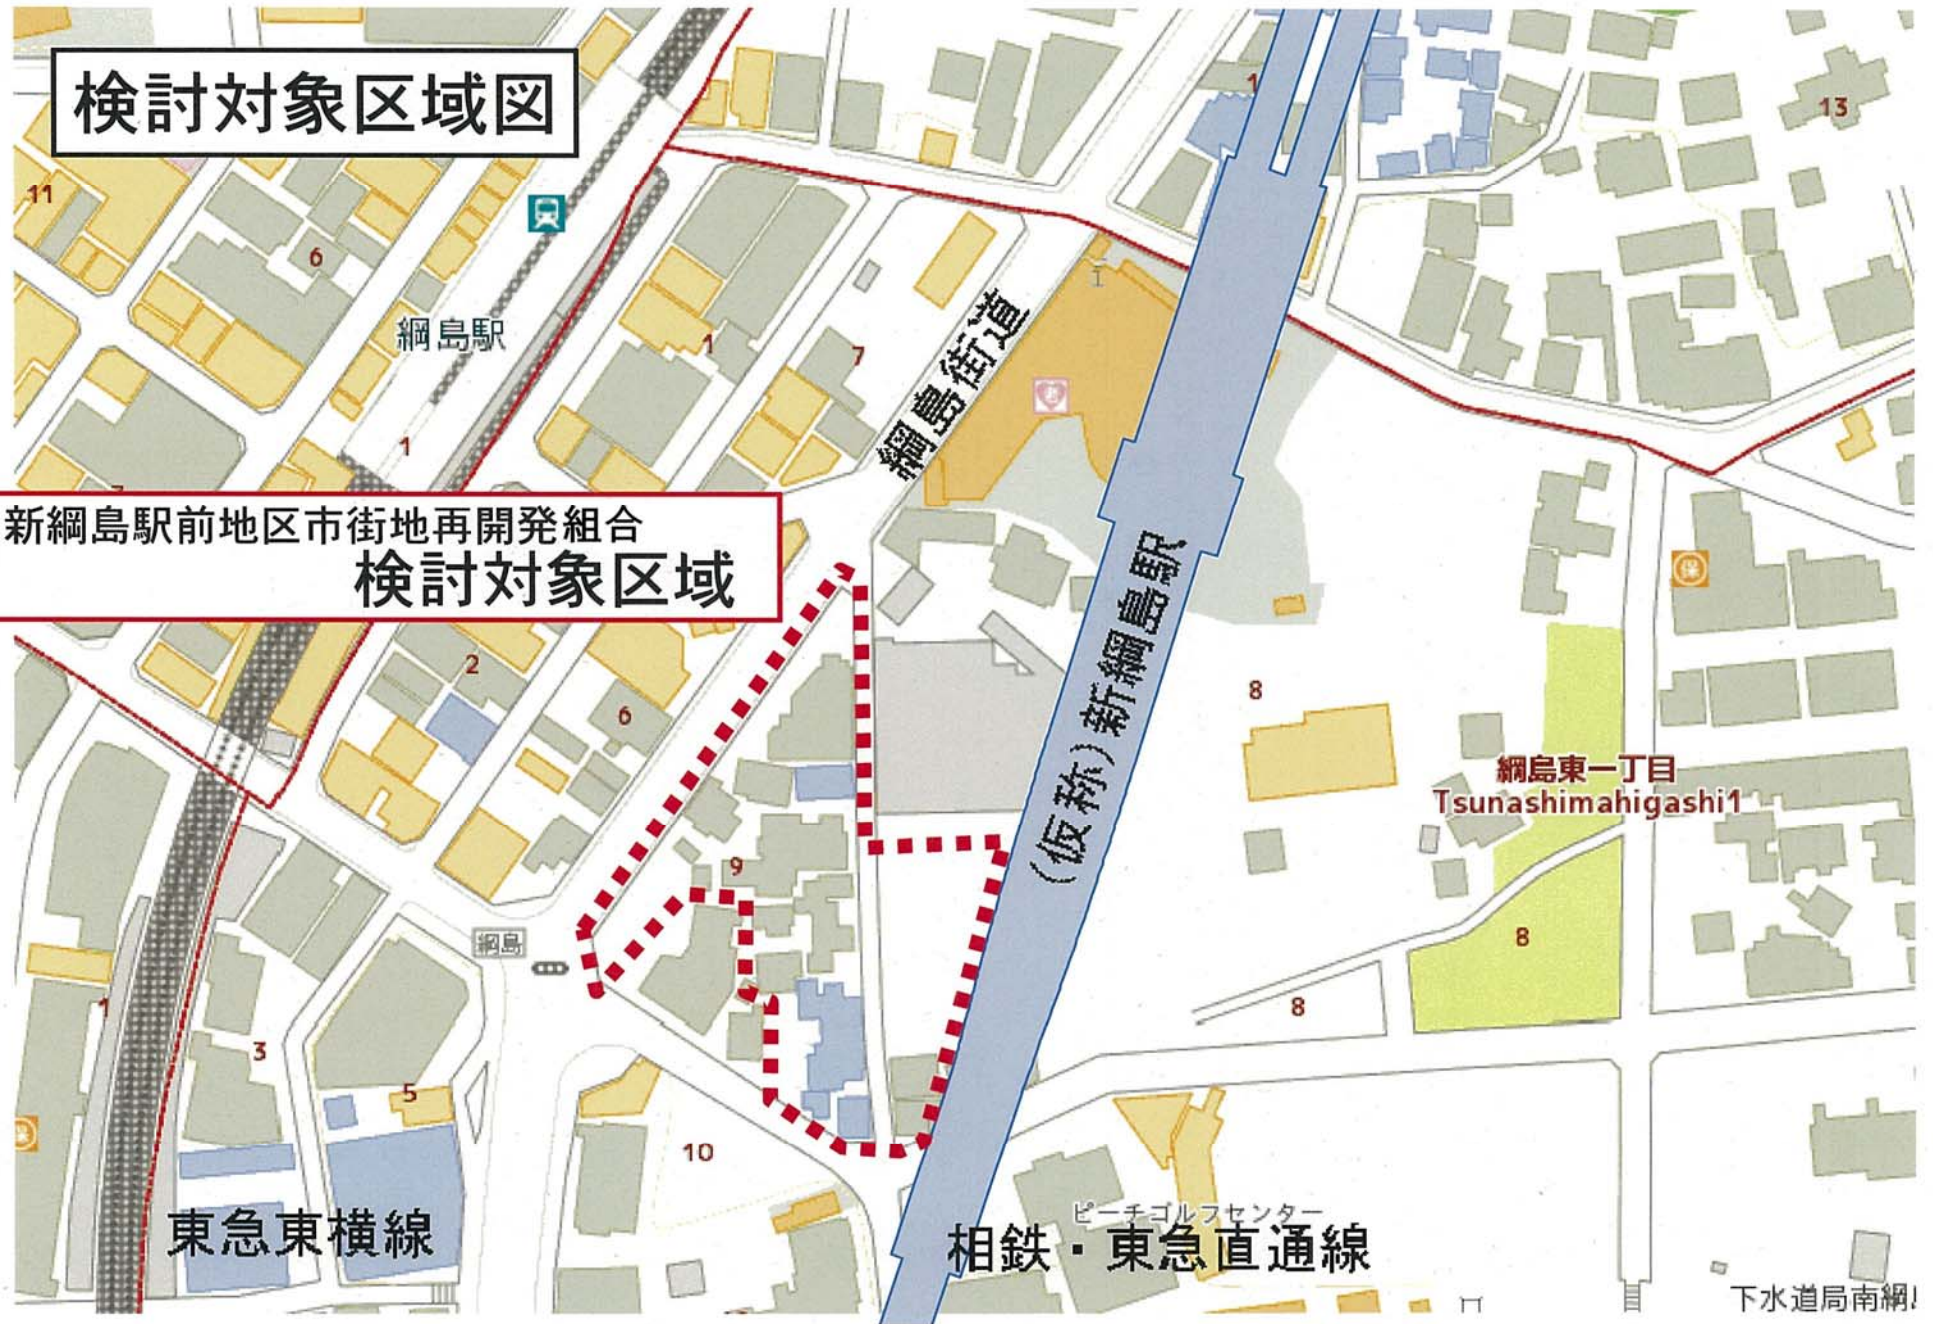 検討対象区域図
13
1
11
6
綱島駅
1
7
綱島街道
1
新綱島駅前地区市街地再開発組合
検討対象区域
保
(仮称)新綱島駅
2
6
8
綱島東一丁目
Tsunashimahigashi1
9
綱島
8
8
1
3
5
10
東急東横線
ピーチゴルフセンター
相鉄・東急直通線
下水道局南綱